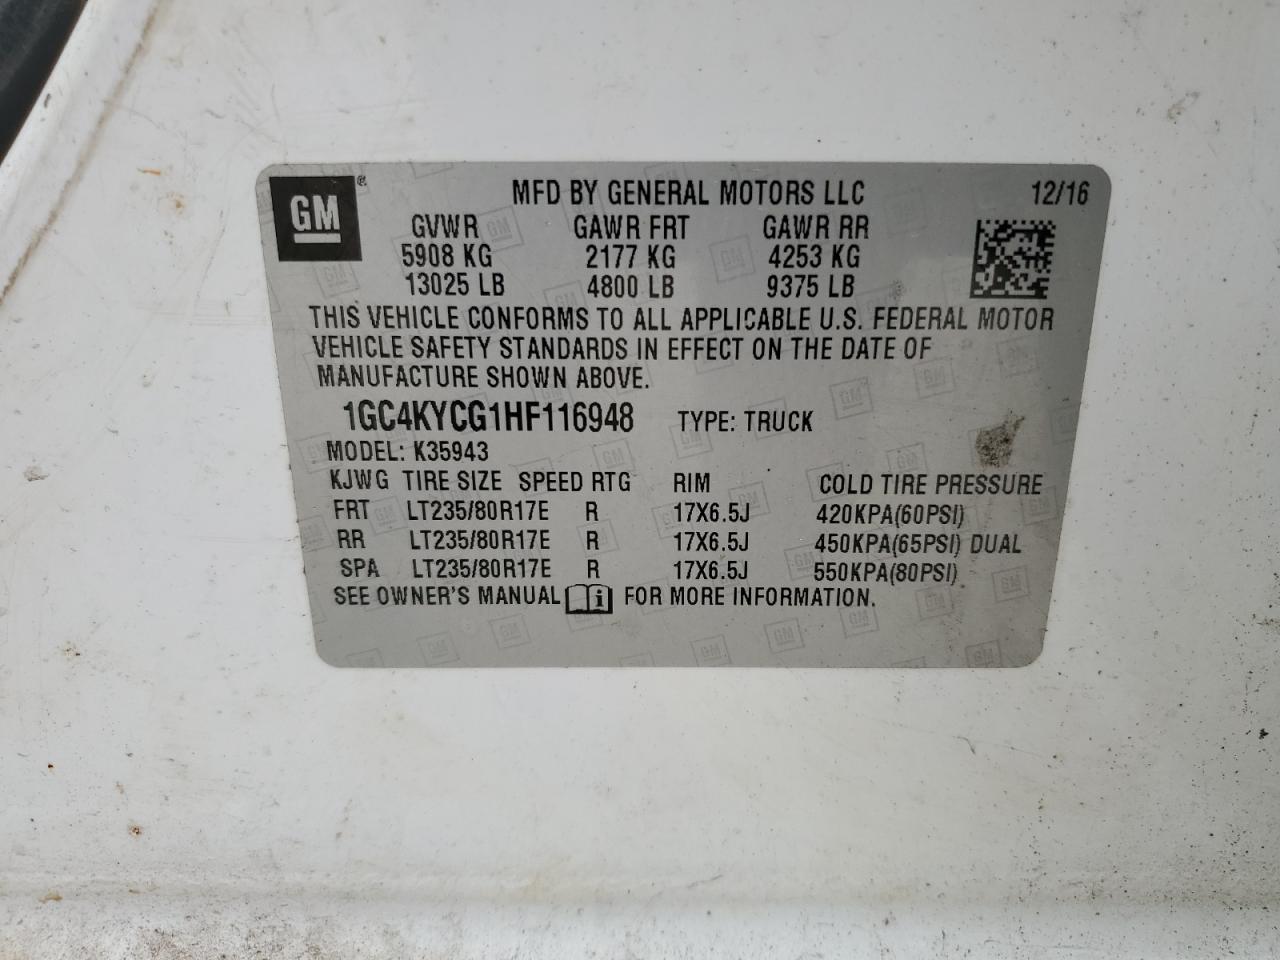 GM ® MFD BY GENERAL MOTORS LLC 12/16
GVWR GAWR FRT GAWR RR
5908 KG 2177 KG 4253 KG
13025 LB 4800 LB 9375 LB
THIS VEHICLE CONFORMS TO ALL APPLICABLE U.S. FEDERAL MOTOR
VEHICLE SAFETY STANDARDS IN EFFECT ON THE DATE OF
MANUFACTURE SHOWN ABOVE.
1GC4KYCG1HF116948 TYPE: TRUCK
MODEL: K35943
KJWG TIRE SIZE SPEED RTG RIM COLD TIRE PRESSURE
FRT LT235/80R17E R 17X6.5J 420KPA(60PSI)
RR LT235/80R17E R 17X6.5J 450KPA(65PSI) DUAL
SPA LT235/80R17E R 17X6.5J 550KPA(80PSI)
SEE OWNER'S MANUAL i FOR MORE INFORMATION.